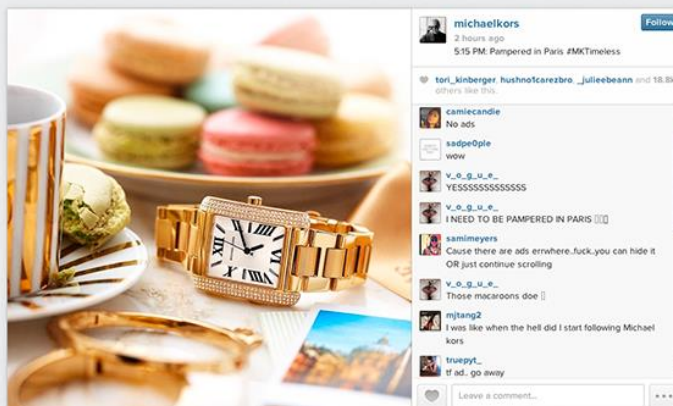 michaelkors
Follow
2 hours ago
5:15 PM: Pampered in Paris #MKTimeless
tori_kinberger, hushno1carezbro, _julieebeann and 18.8k
others like this.
camiecandie
No ads
sadpe0ple
wow
v_o_g_u_e_
YESSSSSSSSSSSSS
v_o_g_u_e_
I NEED TO BE PAMPERED IN PARIS
samimeyers
Cause there are ads errwhere..fuck..you can hide it
OR just continue scrolling
v_o_g_u_e_
Those macaroons doe
mjtang2
I was like when the hell did I start following Michael
kors
truepyt_
tf ad.. go away
Leave a comment...